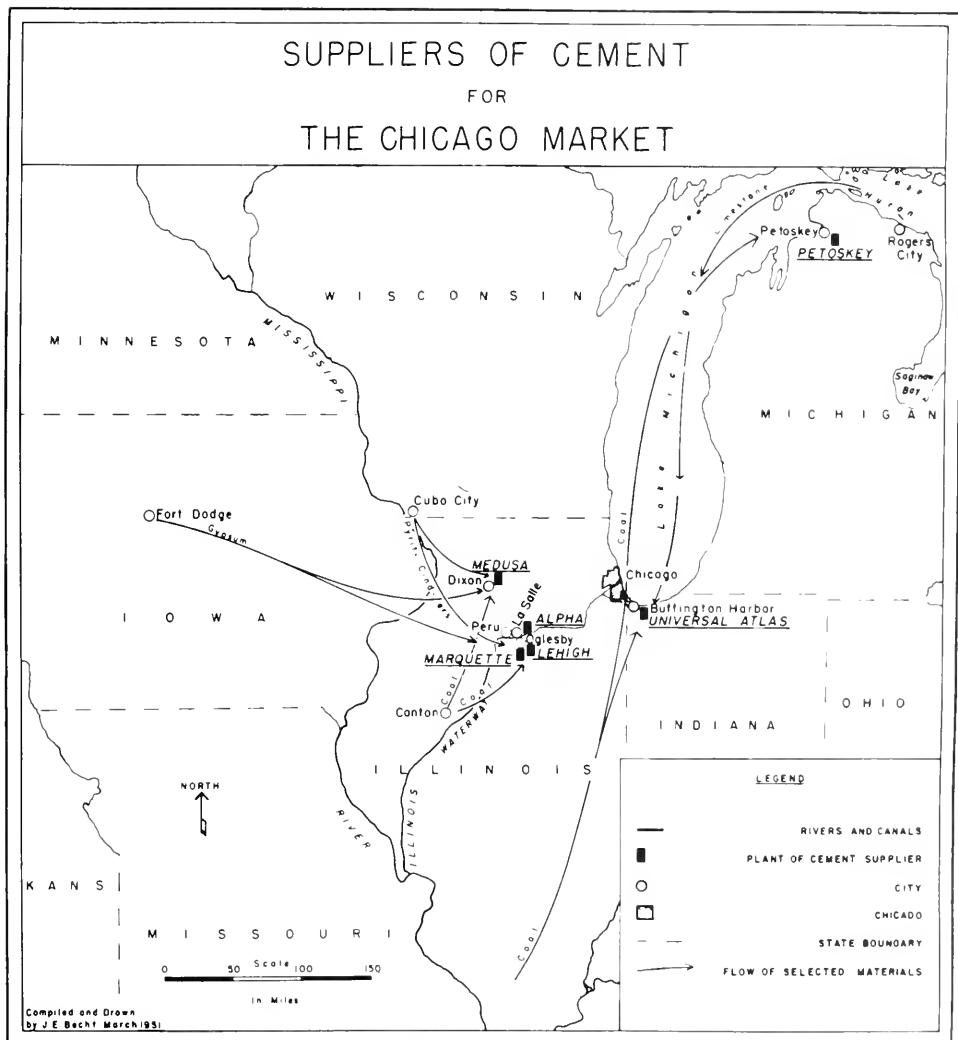 SUPPLIERS OF CEMENT
FOR
THE CHICAGO MARKET
Lake
Huron
Limestone
Petoskey
PETOSKEY
Rogers
City
WISCONSIN
MINNESOTA
MISSISSIPPI
Lake Michigan
Saginaw
Bay
MICHIGAN
Cubo City
Fort Dodge
Gypsum
Pyrite Cinders
Coal
MEDUSA
Dixon
Chicago
IOWA
La Salle
ALPHA
Peru
Oglesby
Buffington Harbor
UNIVERSAL ATLAS
MARQUETTE
LEHIGH
Coal
Coal
Canton
WATERWAY
INDIANA
OHIO
ILLINOIS
NORTH
RIVER
ILLINOIS
KANS
MISSOURI
Coal
Scale
0 50 100 150
In Miles
Compiled and Drawn
by J E Becht March 1951
LEGEND
RIVERS AND CANALS
PLANT OF CEMENT SUPPLIER
CITY
CHICADO
STATE BOUNDARY
FLOW OF SELECTED MATERIALS